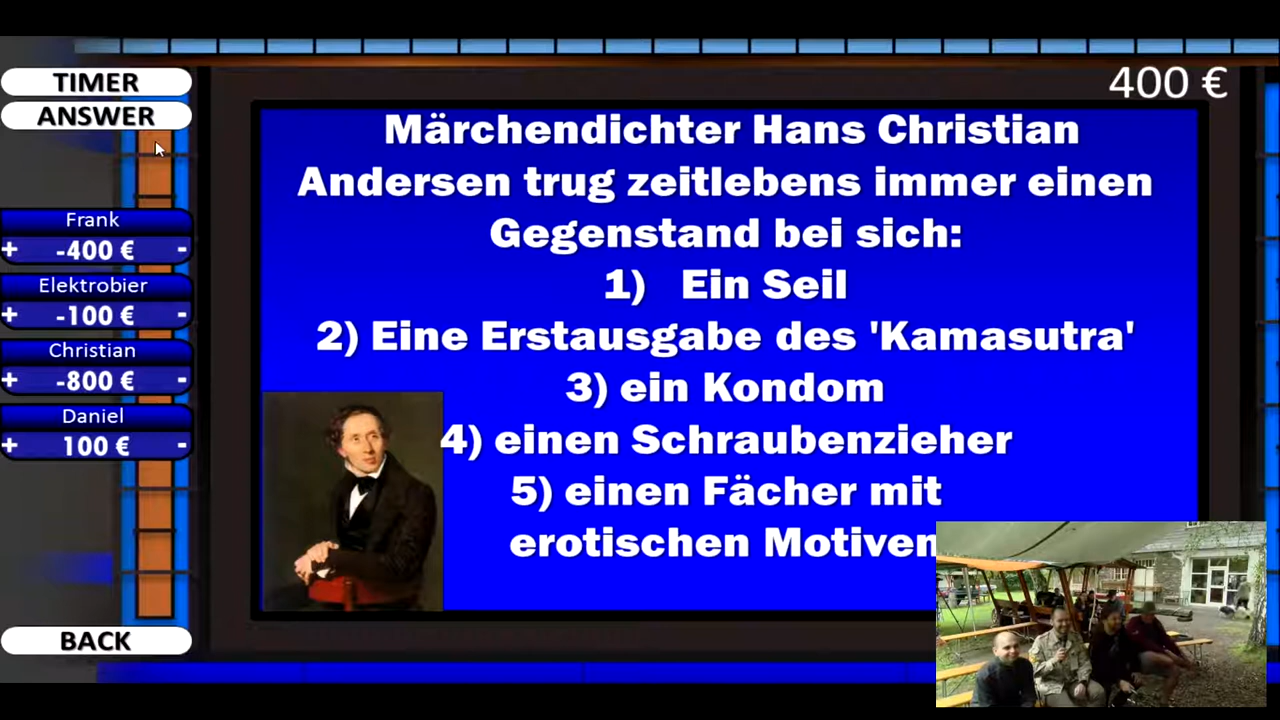 TIMER
ANSWER
400 €
Märchendichter Hans Christian
Andersen trug zeitlebens immer einen
Gegenstand bei sich:
1) Ein Seil
2) Eine Erstausgabe des 'Kamasutra'
3) ein Kondom
4) einen Schraubenzieher
5) einen Fächer mit
erotischen Motiven
Frank
+ -400 € -
Elektrobier
+ -100 € -
Christian
+ -800 € -
Daniel
+ 100 € -
BACK